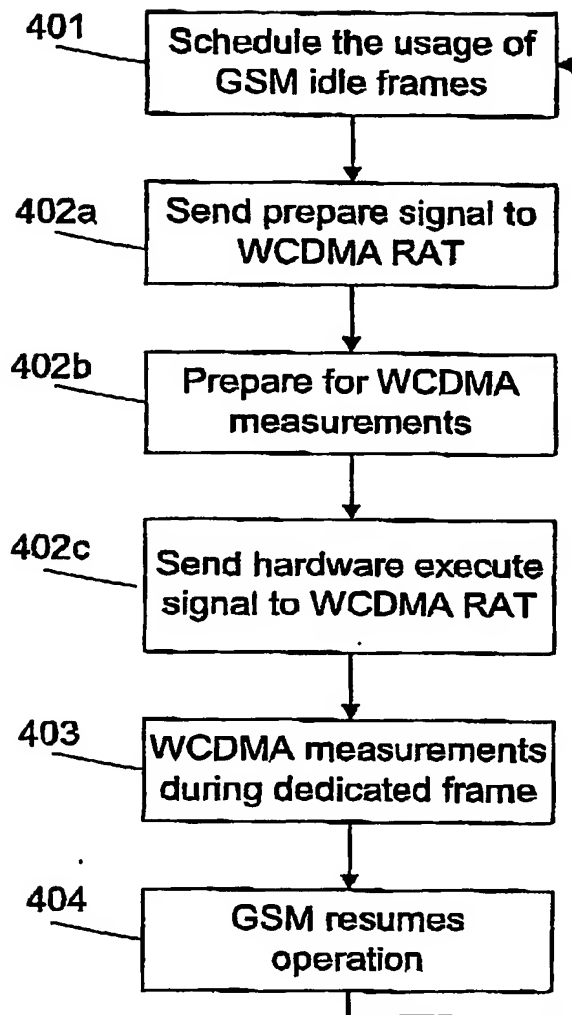 401
Schedule the usage of
GSM idle frames
402a
Send prepare signal to
WCDMA RAT
402b
Prepare for WCDMA
measurements
402c
Send hardware execute
signal to WCDMA RAT
403
WCDMA measurements
during dedicated frame
404
GSM resumes
operation